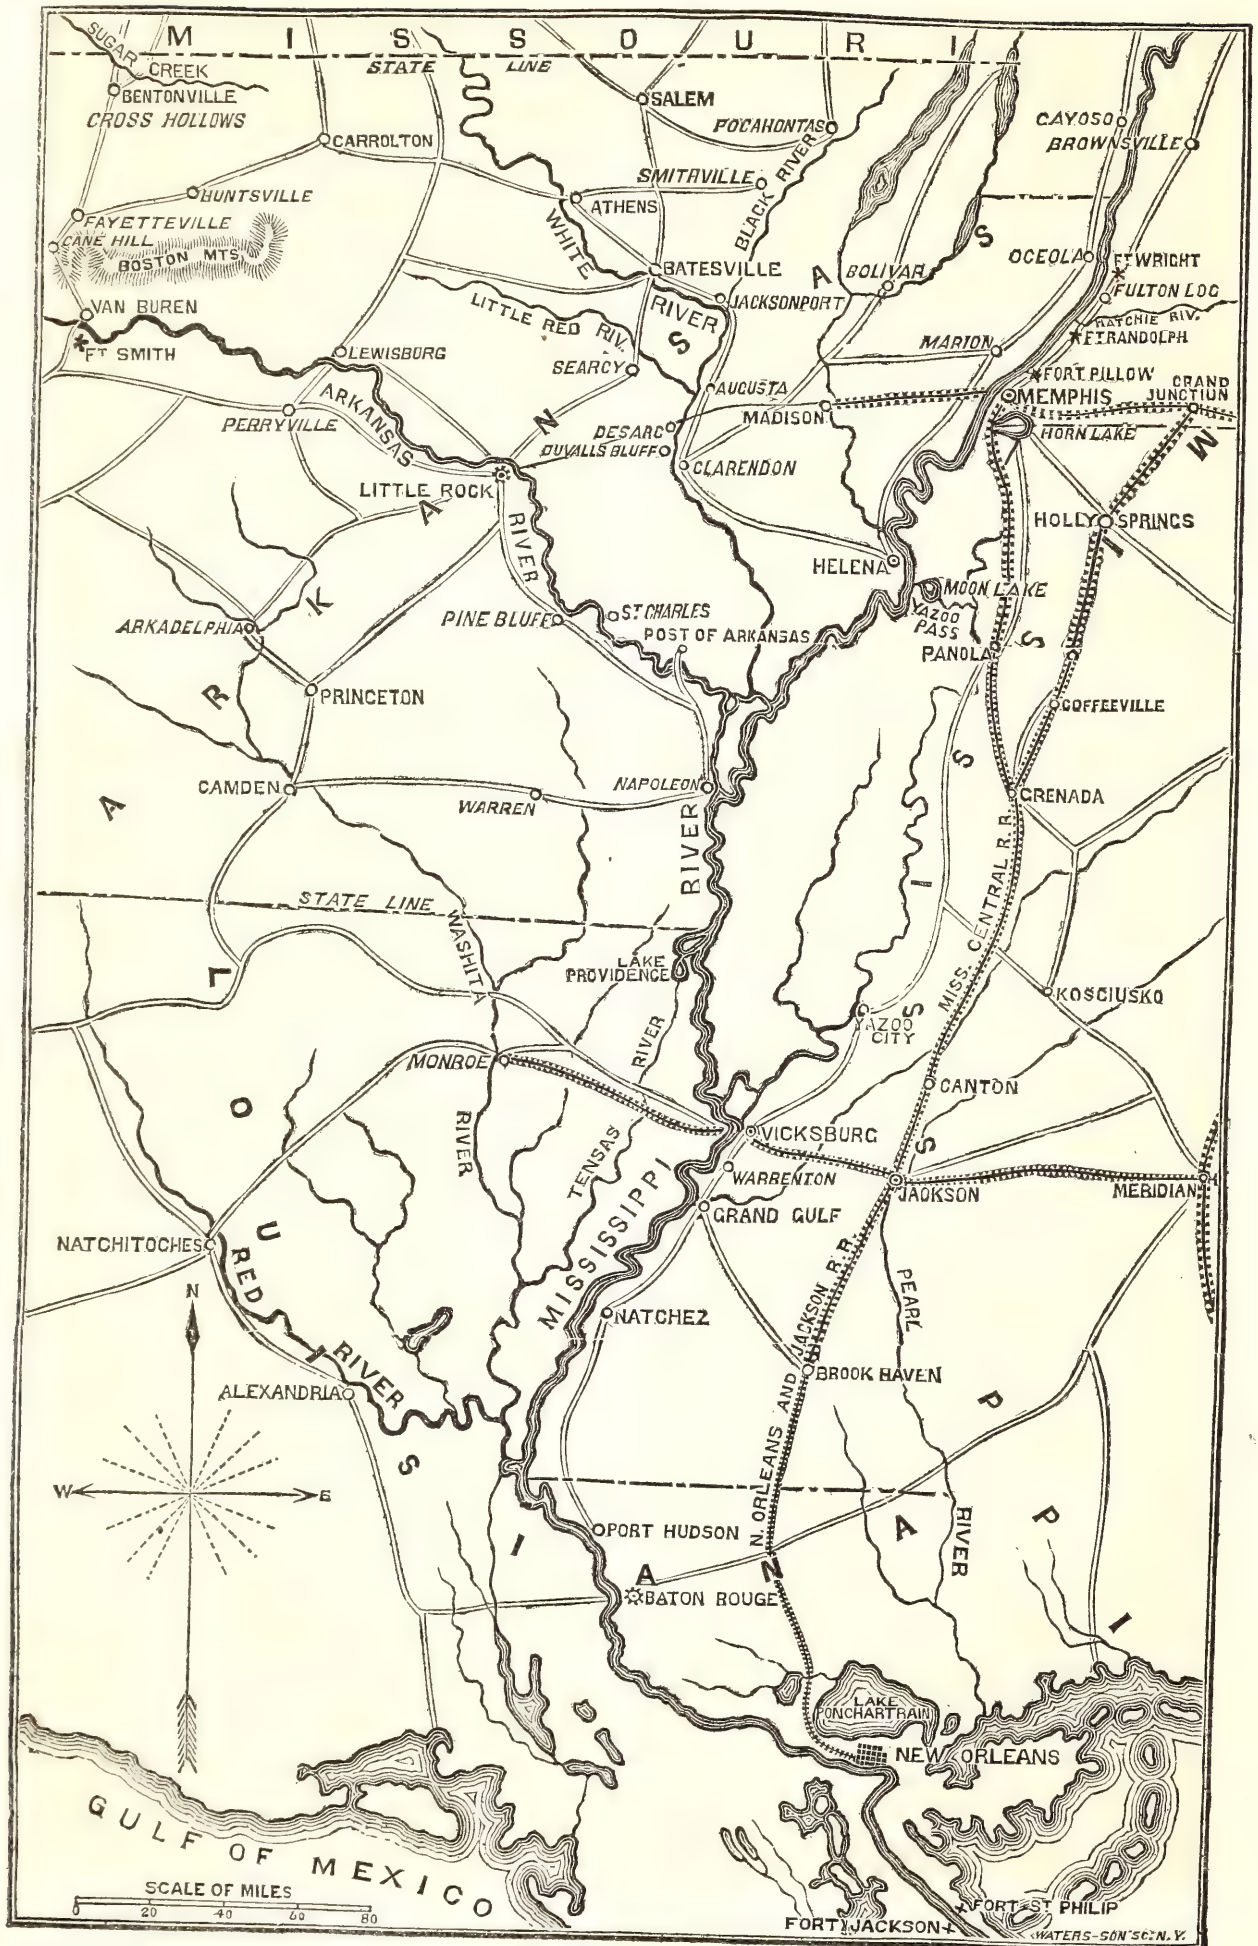 MISSOURI
STATE LINE
SUGAR CREEK
BENTONVILLE
CROSS HOLLOWS
CARROLTON
SALEM
POCAHONTAS
CAYOSO
BROWNSVILLE
HUNTSVILLE
SMITHVILLE
ATHENS
BLACK RIVER
FAYETTEVILLE
CANE HILL
BOSTON MTS.
WHITE RIVER
BATESVILLE
BOLIVAR
OCEOLA
FT WRIGHT
JACKSONPORT
FULTON LOG
VAN BUREN
LITTLE RED RIV.
HATCHIE RIV.
FT RANDOLPH
FT SMITH
LEWISBURG
MARION
SEARCY
FORT PILLOW
GRAND JUNCTION
AUGUSTA
MEMPHIS
MADISON
ARKANSAS RIVER
PERRYVILLE
DESARC
HORN LAKE
DUVALLS BLUFF
CLARENDON
LITTLE ROCK
HOLLY SPRINGS
HELENA
MOON LAKE
YAZOO PASS
ARKADELPHIA
PINE BLUFF
ST. CHARLES
POST OF ARKANSAS
PANOLA
PRINCETON
COFFEEVILLE
CAMDEN
WARREN
NAPOLEON
GRENADA
ARKANSAS
STATE LINE
WASHITA RIVER
MISSISSIPPI RIVER
MISS. CENTRAL R.R.
LAKE PROVIDENCE
KOSCIUSKO
YAZOO CITY
MONROE
TENSAS RIVER
CANTON
VICKSBURG
WARRENTON
JACKSON
MERIDIAN
GRAND GULF
NATCHITOCHES
RED RIVER
NATCHEZ
N. ORLEANS AND JACKSON R.R.
PEARL RIVER
BROOK HAVEN
ALEXANDRIA
N
W
E
PORT HUDSON
BATON ROUGE
LOUISIANA
MISSISSIPPI
LAKE PONCHARTRAIN
NEW ORLEANS
GULF OF MEXICO
SCALE OF MILES
0 20 40 60 80
FORT ST PHILIP
FORT JACKSON
WATERS-SON SC. N.Y.